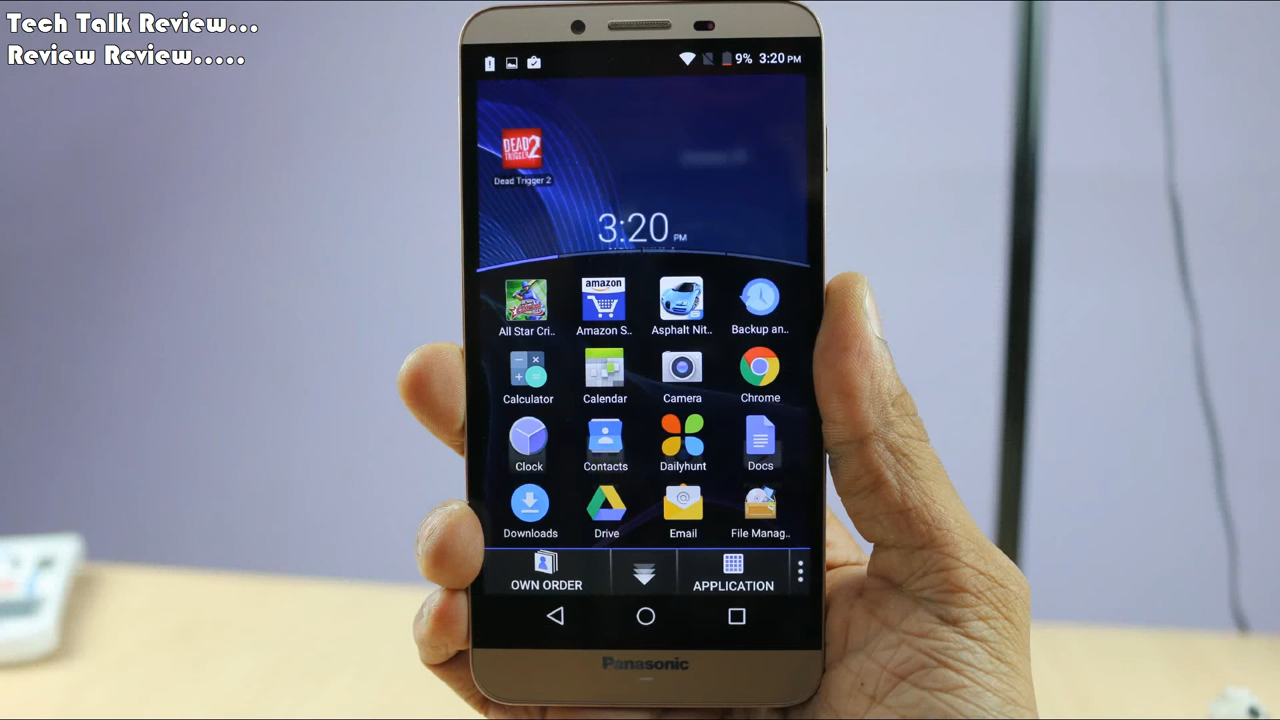 Tech Talk Review...
Review Review.....
9% 3:20 PM
DEAD TRIGGER 2
Dead Trigger 2
3:20 PM
amazon
All Star Cri.. Amazon S.. Asphalt Nit.. Backup an..
Calculator Calendar Camera Chrome
Clock Contacts Dailyhunt Docs
Downloads Drive Email File Manag..
OWN ORDER APPLICATION
Panasonic